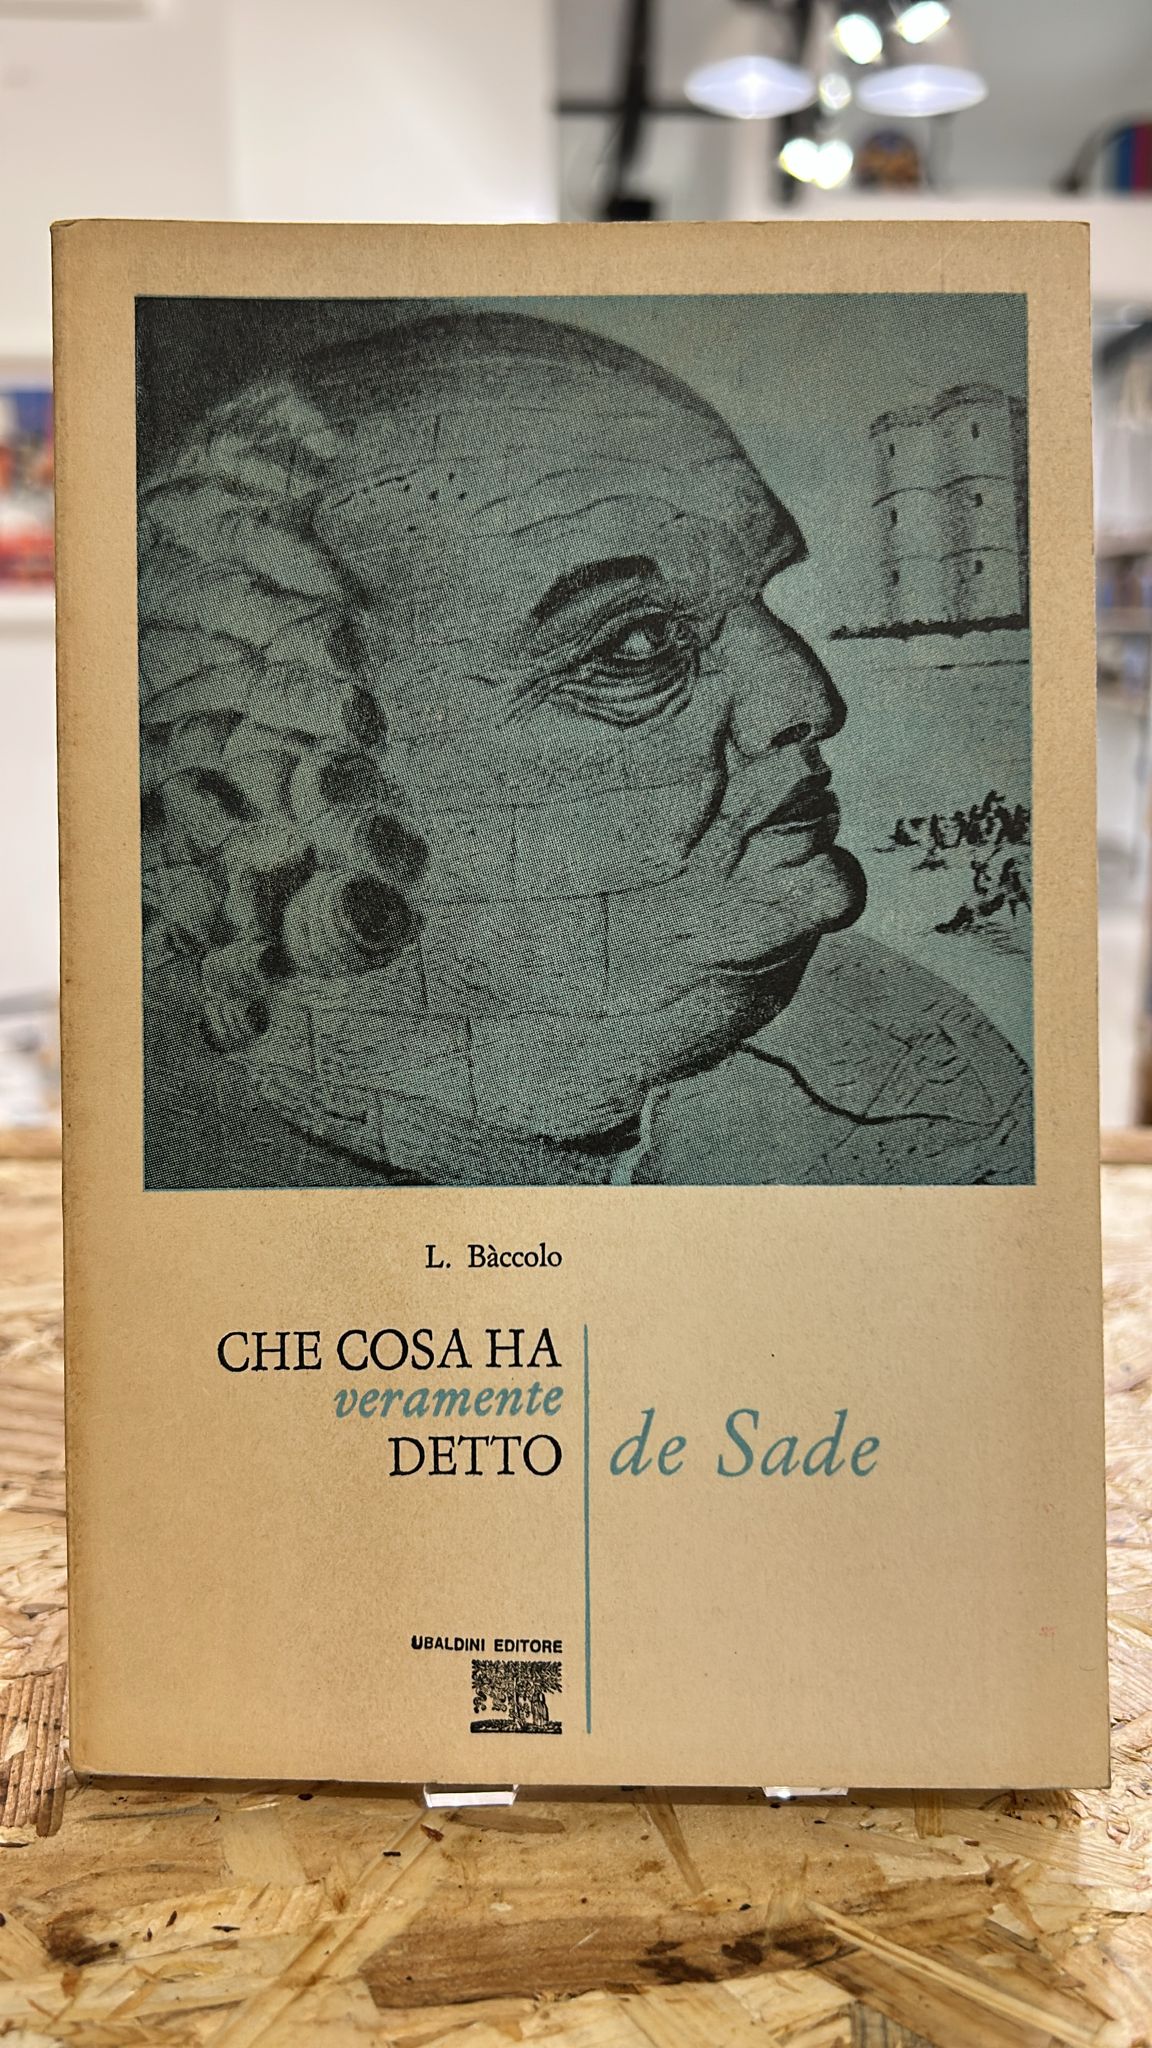 L. Bàccolo
CHE COSA HA
veramente
DETTO
de Sade
UBALDINI EDITORE